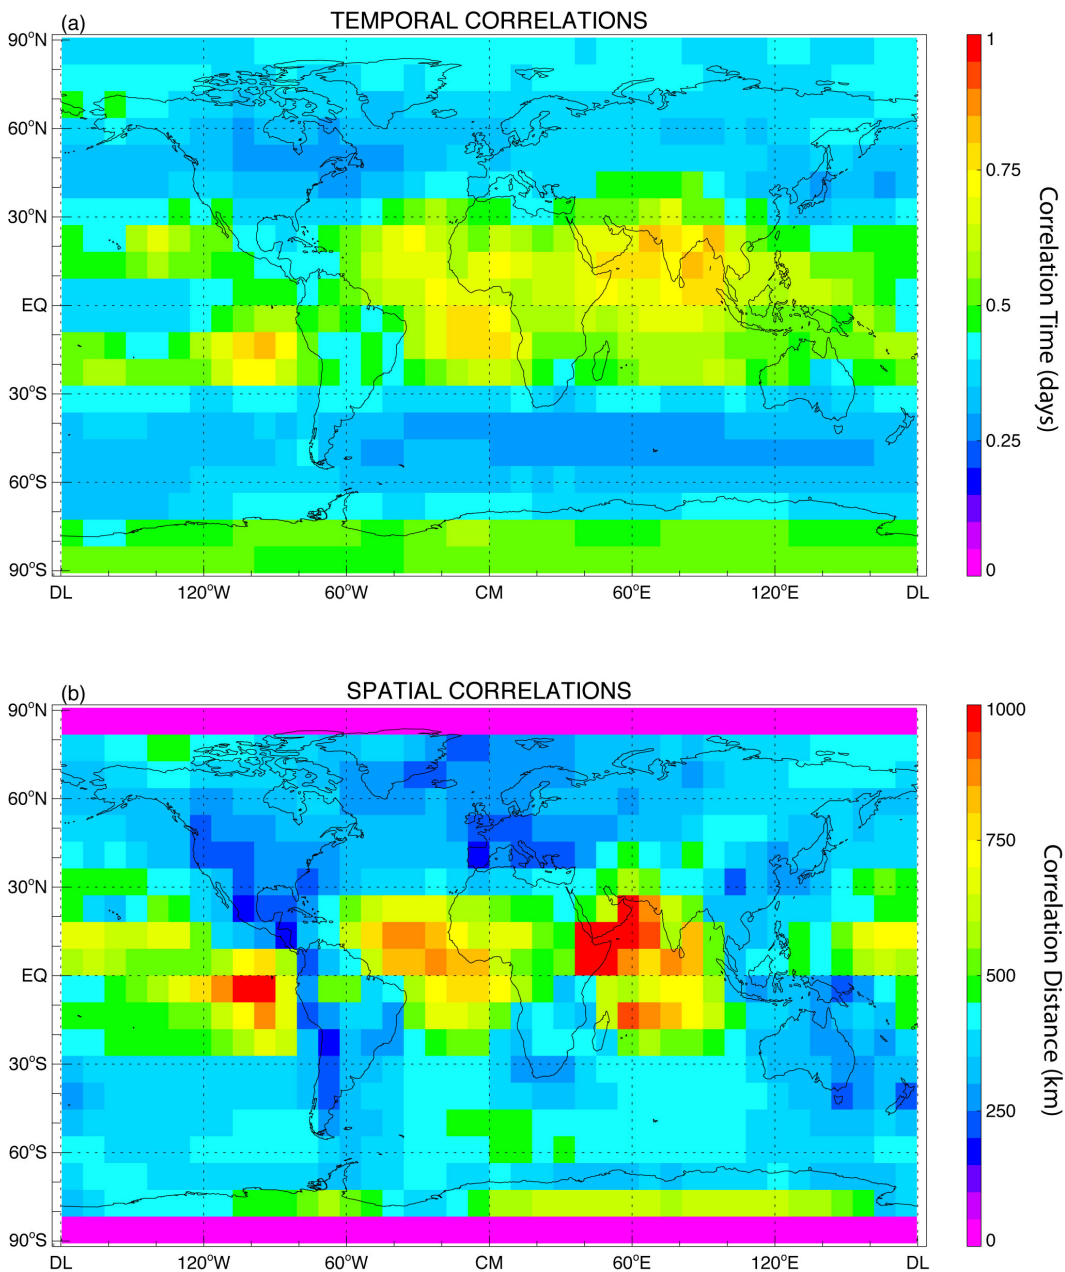 (a) TEMPORAL CORRELATIONS
90°N
60°N
30°N
EQ
30°S
60°S
90°S
DL 120°W 60°W CM 60°E 120°E DL
1
0.75
0.5
0.25
0
Correlation Time (days)
(b) SPATIAL CORRELATIONS
90°N
60°N
30°N
EQ
30°S
60°S
90°S
DL 120°W 60°W CM 60°E 120°E DL
1000
750
500
250
0
Correlation Distance (km)